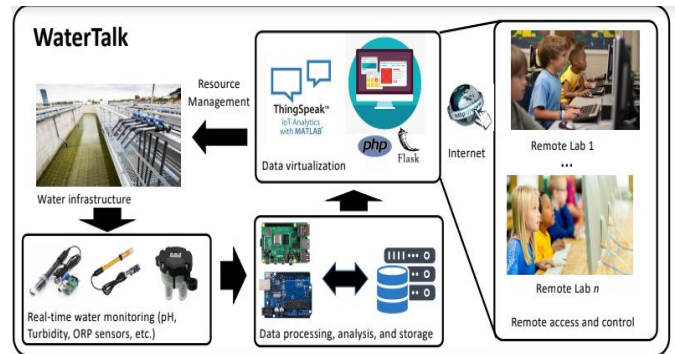 WaterTalk
Resource
Management
ThingSpeak™
IoT Analytics
with MATLAB
php
Flask
Data virtualization
http://
Internet
Remote Lab 1
...
Remote Lab n
Remote access and control
Water infrastructure
Real-time water monitoring (pH,
Turbidity, ORP sensors, etc.)
Data processing, analysis, and storage